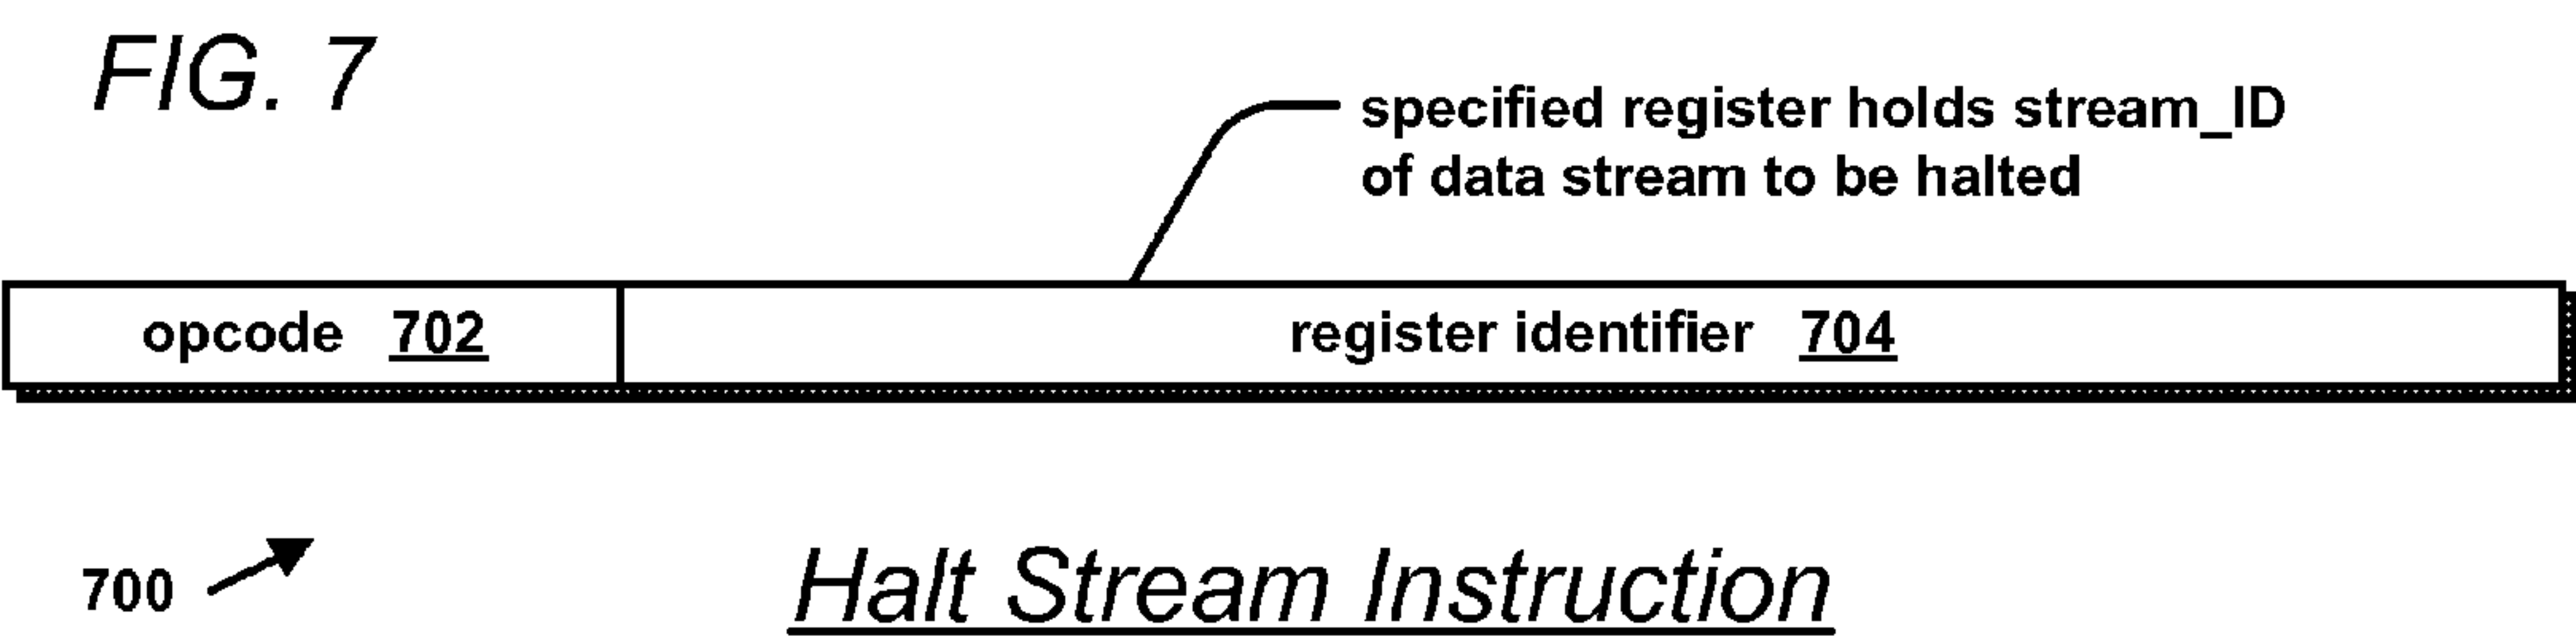 FIG. 7
specified register holds stream_ID
of data stream to be halted
opcode 702
register identifier 704
700
Halt Stream Instruction